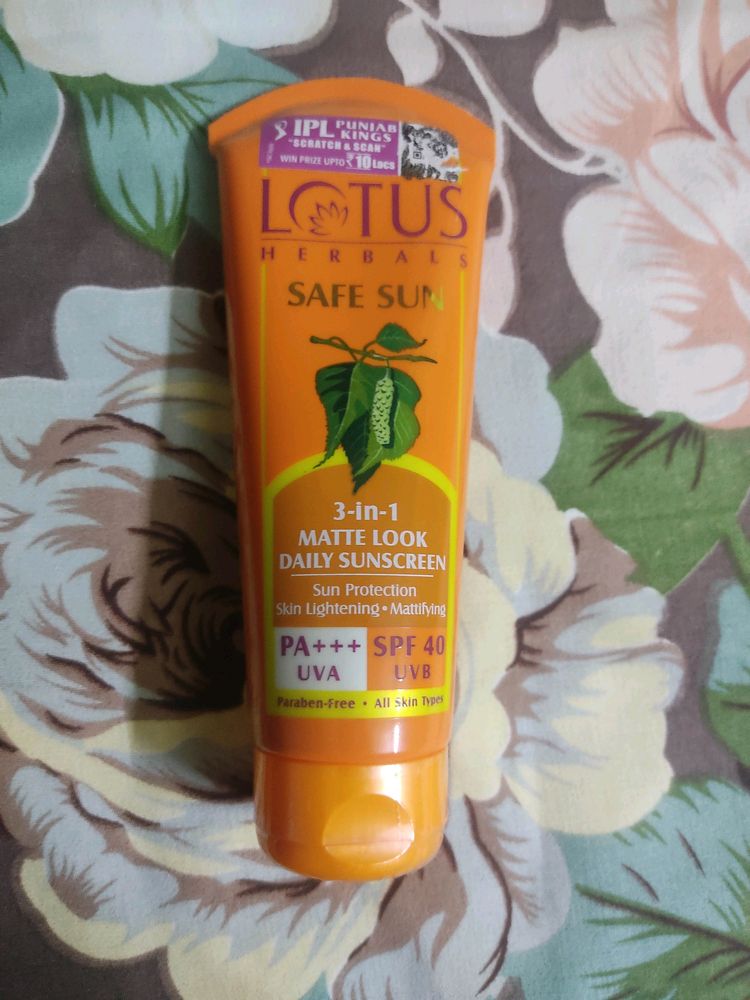 IPL PUNJAB KINGS
"SCRATCH & SCAN"
WIN PRIZE UPTO ₹10 Lacs
LOTUS
HERBALS
SAFE SUN
3-in-1
MATTE LOOK
DAILY SUNSCREEN
Sun Protection
Skin Lightening • Mattifying
PA+++ SPF 40
UVA UVB
Paraben-Free • All Skin Types